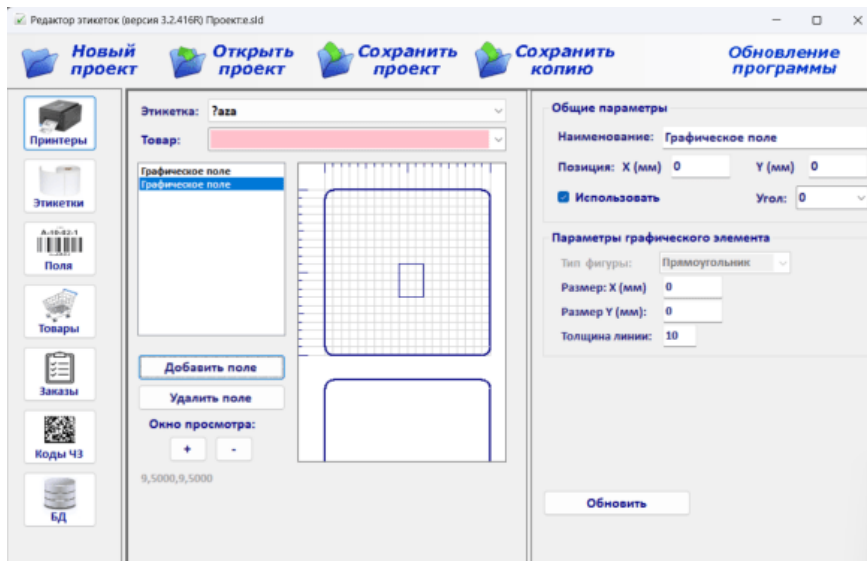 Редактор этикеток (версия 3.2.416R) Проект:e.sld
Новый проект
Открыть проект
Сохранить проект
Сохранить копию
Обновление программы
Принтеры
Этикетки
A-10-02-1
Поля
Товары
Заказы
Коды ЧЗ
БД
Этикетка: ?aza
Товар:
Графическое поле
Графическое поле
Добавить поле
Удалить поле
Окно просмотра:
+ -
9,5000,9,5000
Общие параметры
Наименование: Графическое поле
Позиция: X (мм) 0 Y (мм) 0
Использовать Угол: 0
Параметры графического элемента
Тип фигуры: Прямоугольник
Размер: X (мм) 0
Размер Y (мм): 0
Толщина линии: 10
Обновить